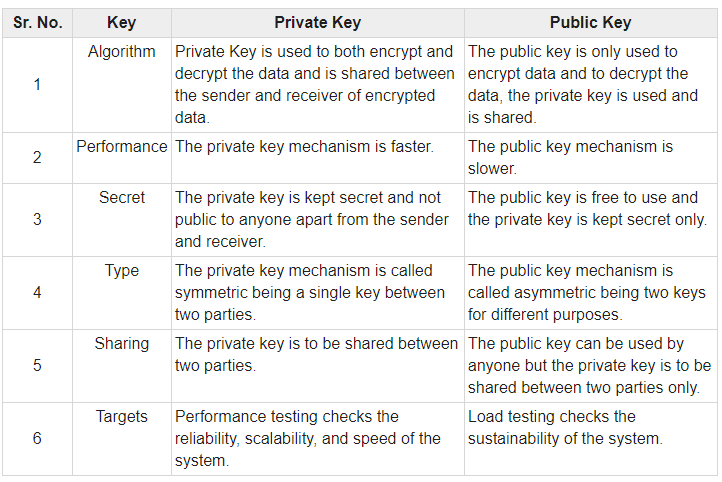 Sr. No. Key Private Key Public Key
1 Algorithm Private Key is used to both encrypt and decrypt the data and is shared between the sender and receiver of encrypted data. The public key is only used to encrypt data and to decrypt the data, the private key is used and is shared.
2 Performance The private key mechanism is faster. The public key mechanism is slower.
3 Secret The private key is kept secret and not public to anyone apart from the sender and receiver. The public key is free to use and the private key is kept secret only.
4 Type The private key mechanism is called symmetric being a single key between two parties. The public key mechanism is called asymmetric being two keys for different purposes.
5 Sharing The private key is to be shared between two parties. The public key can be used by anyone but the private key is to be shared between two parties only.
6 Targets Performance testing checks the reliability, scalability, and speed of the system. Load testing checks the sustainability of the system.